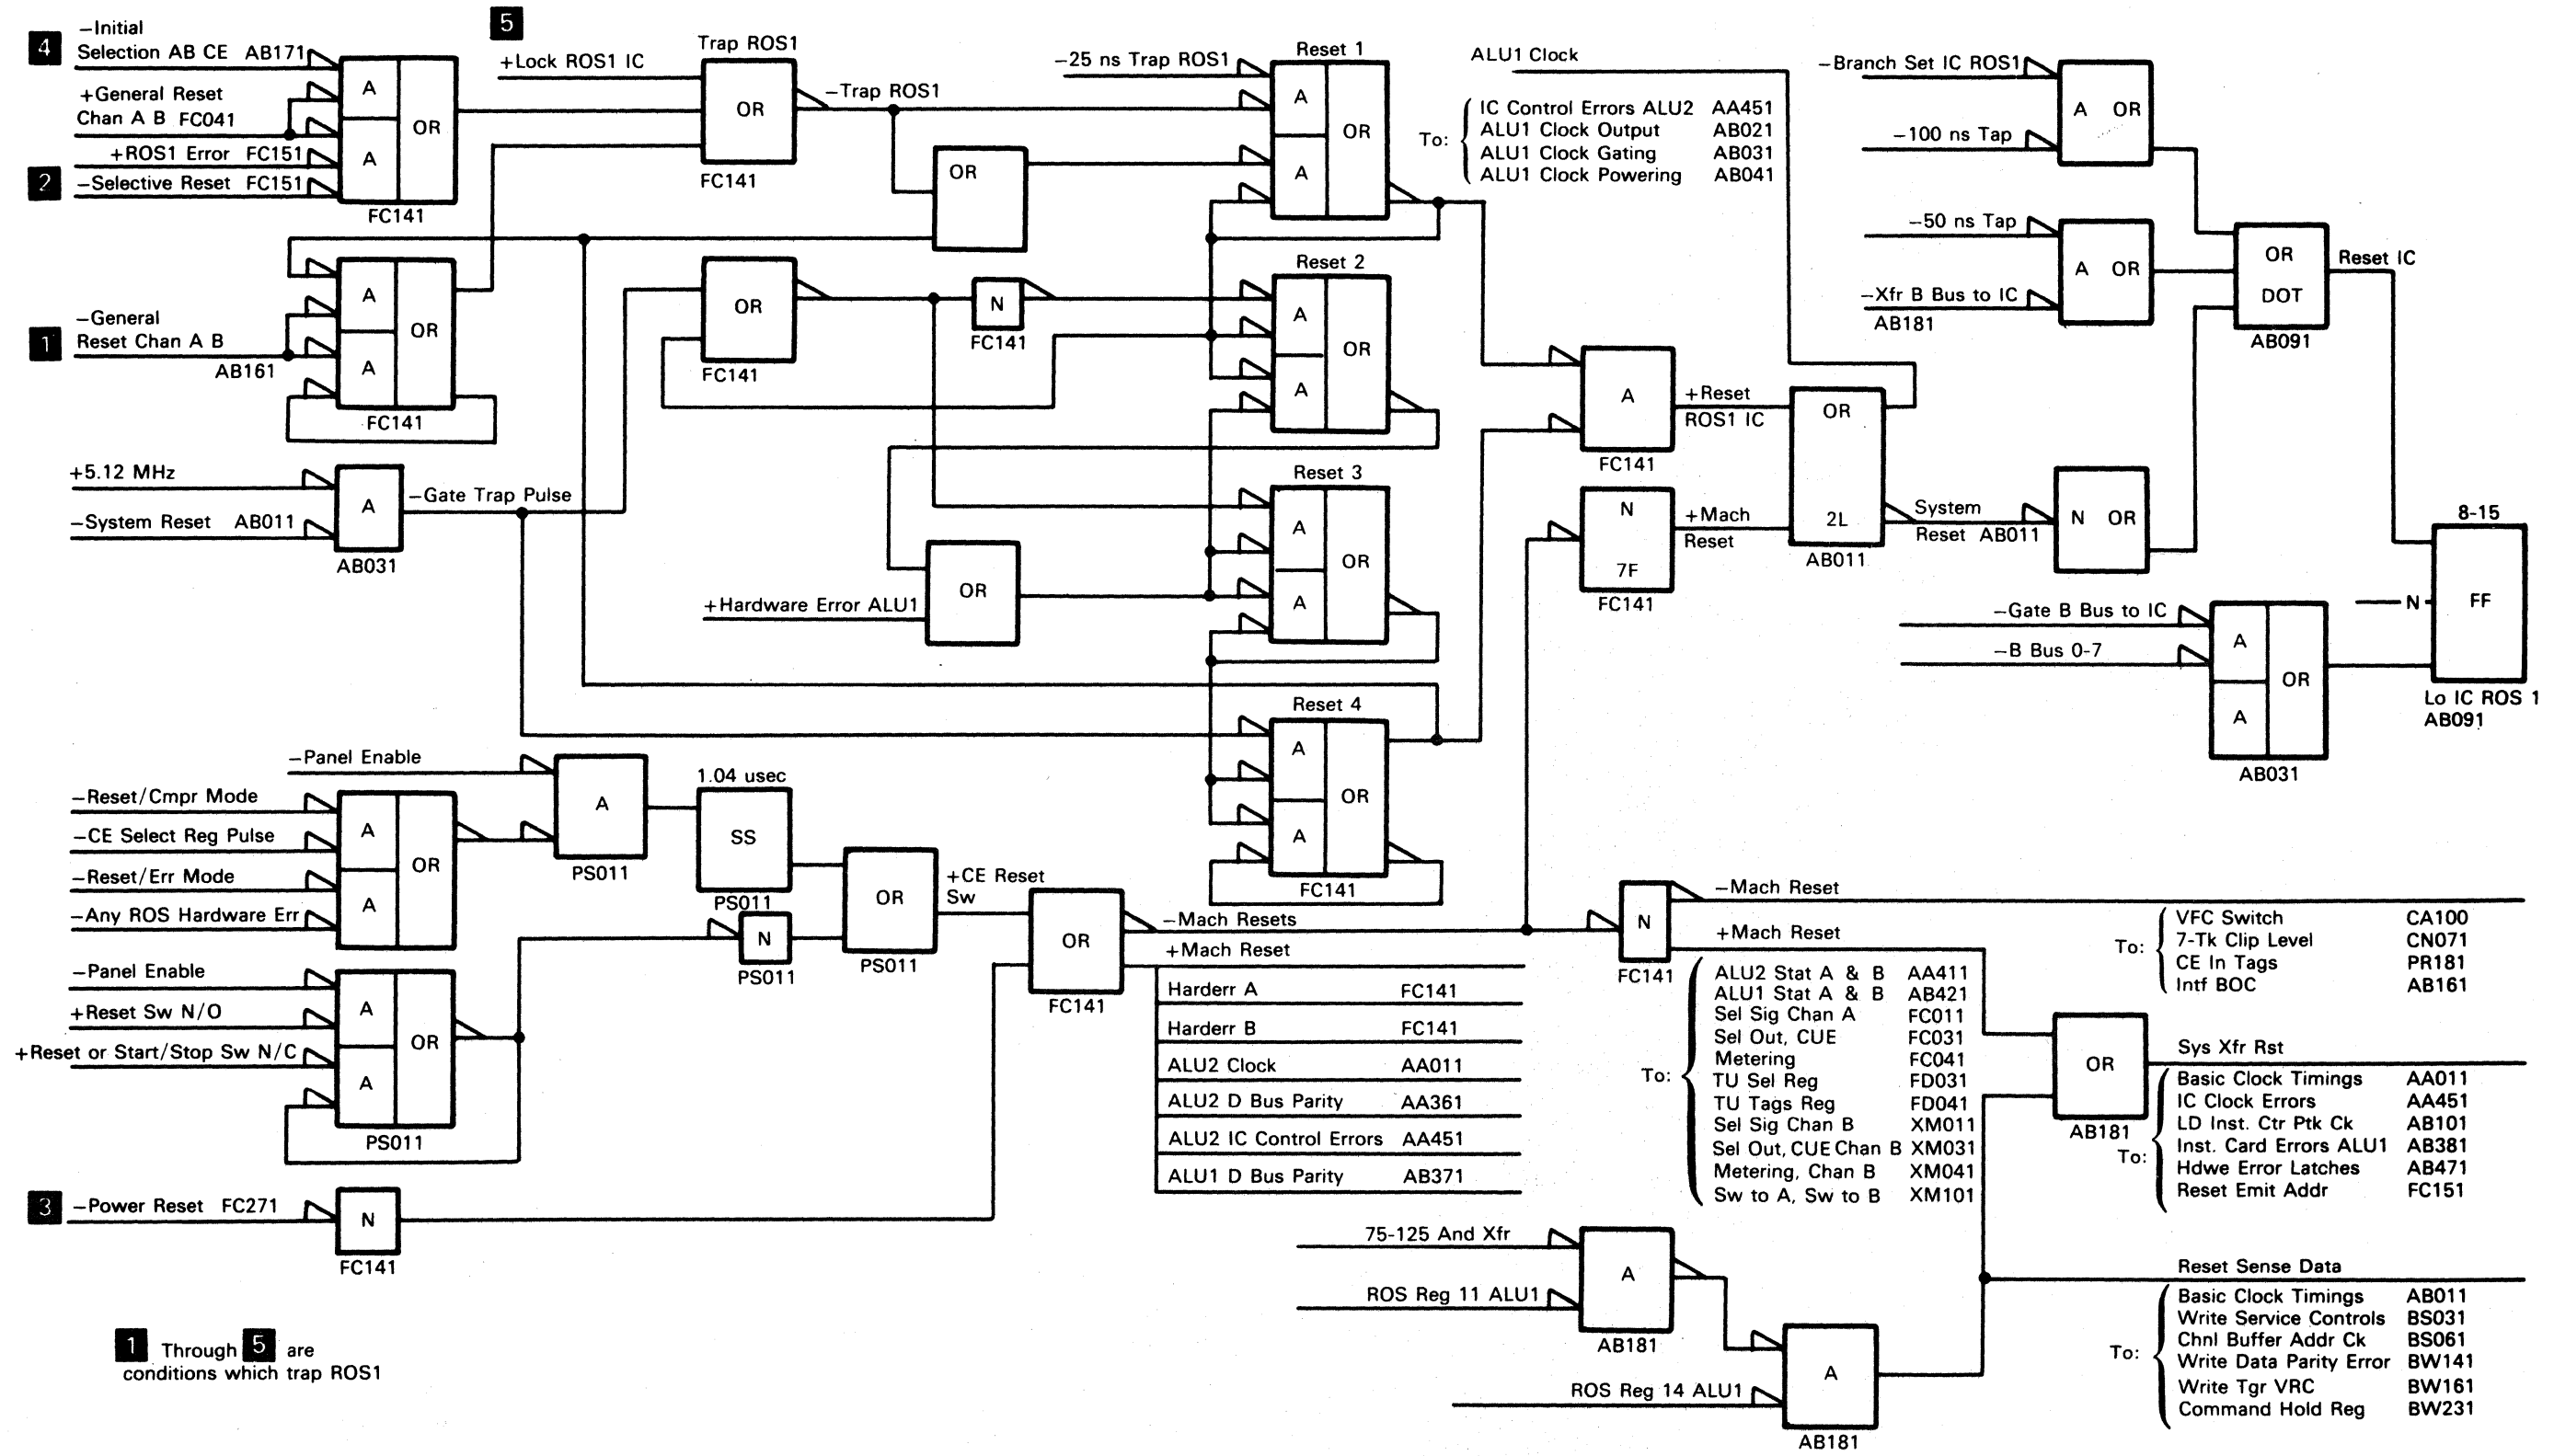 4
—Initial
Selection AB CE AB171
+General Reset
Chan A B FC041
+ROS1 Error FC151
2
—Selective Reset FC151
A
A
OR
FC141
5
+Lock ROS1 IC
Trap ROS1
OR
FC141
—Trap ROS1
OR
—25 ns Trap ROS1
Reset 1
A
A
OR
ALU1 Clock
To:
IC Control Errors ALU2 AA451
ALU1 Clock Output AB021
ALU1 Clock Gating AB031
ALU1 Clock Powering AB041
—Branch Set IC ROS1
—100 ns Tap
A OR
—50 ns Tap
—Xfr B Bus to IC
AB181
A OR
OR
DOT
AB091
Reset IC
1
—General
Reset Chan A B
AB161
A
A
OR
FC141
OR
FC141
N
FC141
Reset 2
A
A
OR
+5.12 MHz
—System Reset AB011
A
AB031
—Gate Trap Pulse
+Hardware Error ALU1
OR
Reset 3
A
A
OR
A
FC141
+Reset
ROS1 IC
N
7F
FC141
+Mach
Reset
OR
2L
AB011
System
Reset AB011
N OR
8-15
N
FF
Lo IC ROS 1
AB091
—Gate B Bus to IC
—B Bus 0-7
A
A
OR
AB031
Reset 4
A
A
OR
FC141
—Panel Enable
—Reset/Cmpr Mode
—CE Select Reg Pulse
—Reset/Err Mode
—Any ROS Hardware Err
A
A
OR
A
PS011
1.04 usec
SS
PS011
N
PS011
OR
PS011
+CE Reset
Sw
OR
FC141
—Panel Enable
+Reset Sw N/O
+Reset or Start/Stop Sw N/C
A
A
OR
PS011
3
—Power Reset FC271
N
FC141
—Mach Resets
+Mach Reset
Harderr A FC141
Harderr B FC141
ALU2 Clock AA011
ALU2 D Bus Parity AA361
ALU2 IC Control Errors AA451
ALU1 D Bus Parity AB371
N
FC141
—Mach Reset
To:
VFC Switch CA100
7-Tk Clip Level CN071
CE In Tags PR181
Intf BOC AB161
+Mach Reset
To:
ALU2 Stat A & B AA411
ALU1 Stat A & B AB421
Sel Sig Chan A FC011
Sel Out, CUE FC031
Metering FC041
TU Sel Reg FD031
TU Tags Reg FD041
Sel Sig Chan B XM011
Sel Out, CUE Chan B XM031
Metering, Chan B XM041
Sw to A, Sw to B XM101
OR
AB181
Sys Xfr Rst
To:
Basic Clock Timings AA011
IC Clock Errors AA451
LD Inst. Ctr Ptk Ck AB101
Inst. Card Errors ALU1 AB381
Hdwe Error Latches AB471
Reset Emit Addr FC151
75-125 And Xfr
ROS Reg 11 ALU1
A
AB181
ROS Reg 14 ALU1
A
AB181
Reset Sense Data
To:
Basic Clock Timings AB011
Write Service Controls BS031
Chnl Buffer Addr Ck BS061
Write Data Parity Error BW141
Write Tgr VRC BW161
Command Hold Reg BW231
1 Through 5 are
conditions which trap ROS1